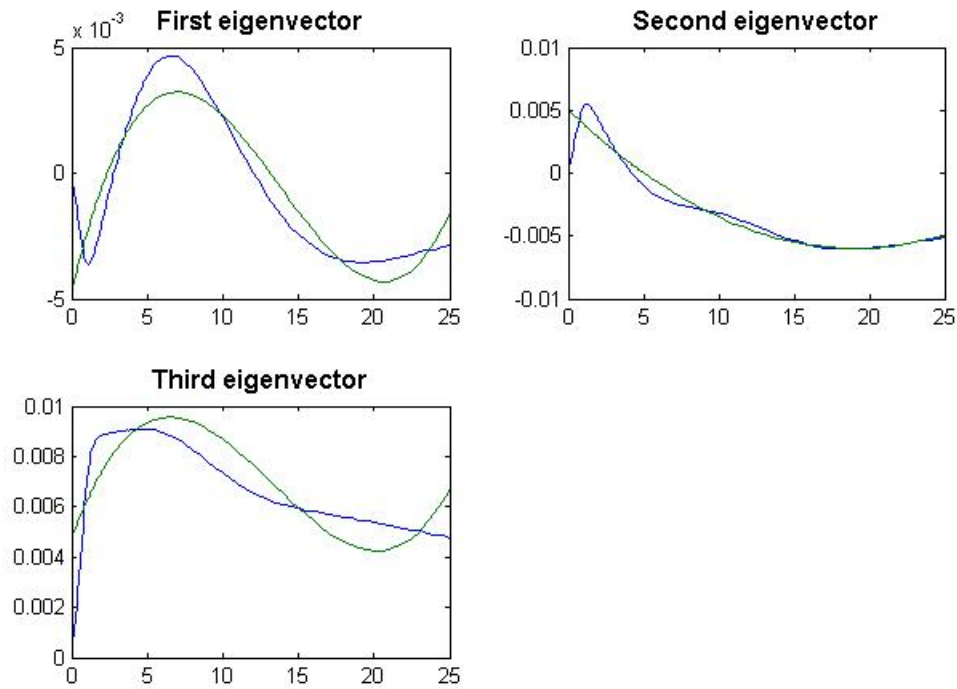 First eigenvector
x 10-3
5
0
-5
0 5 10 15 20 25
Second eigenvector
0.01
0.005
0
-0.005
-0.01
0 5 10 15 20 25
Third eigenvector
0.01
0.008
0.006
0.004
0.002
0
0 5 10 15 20 25